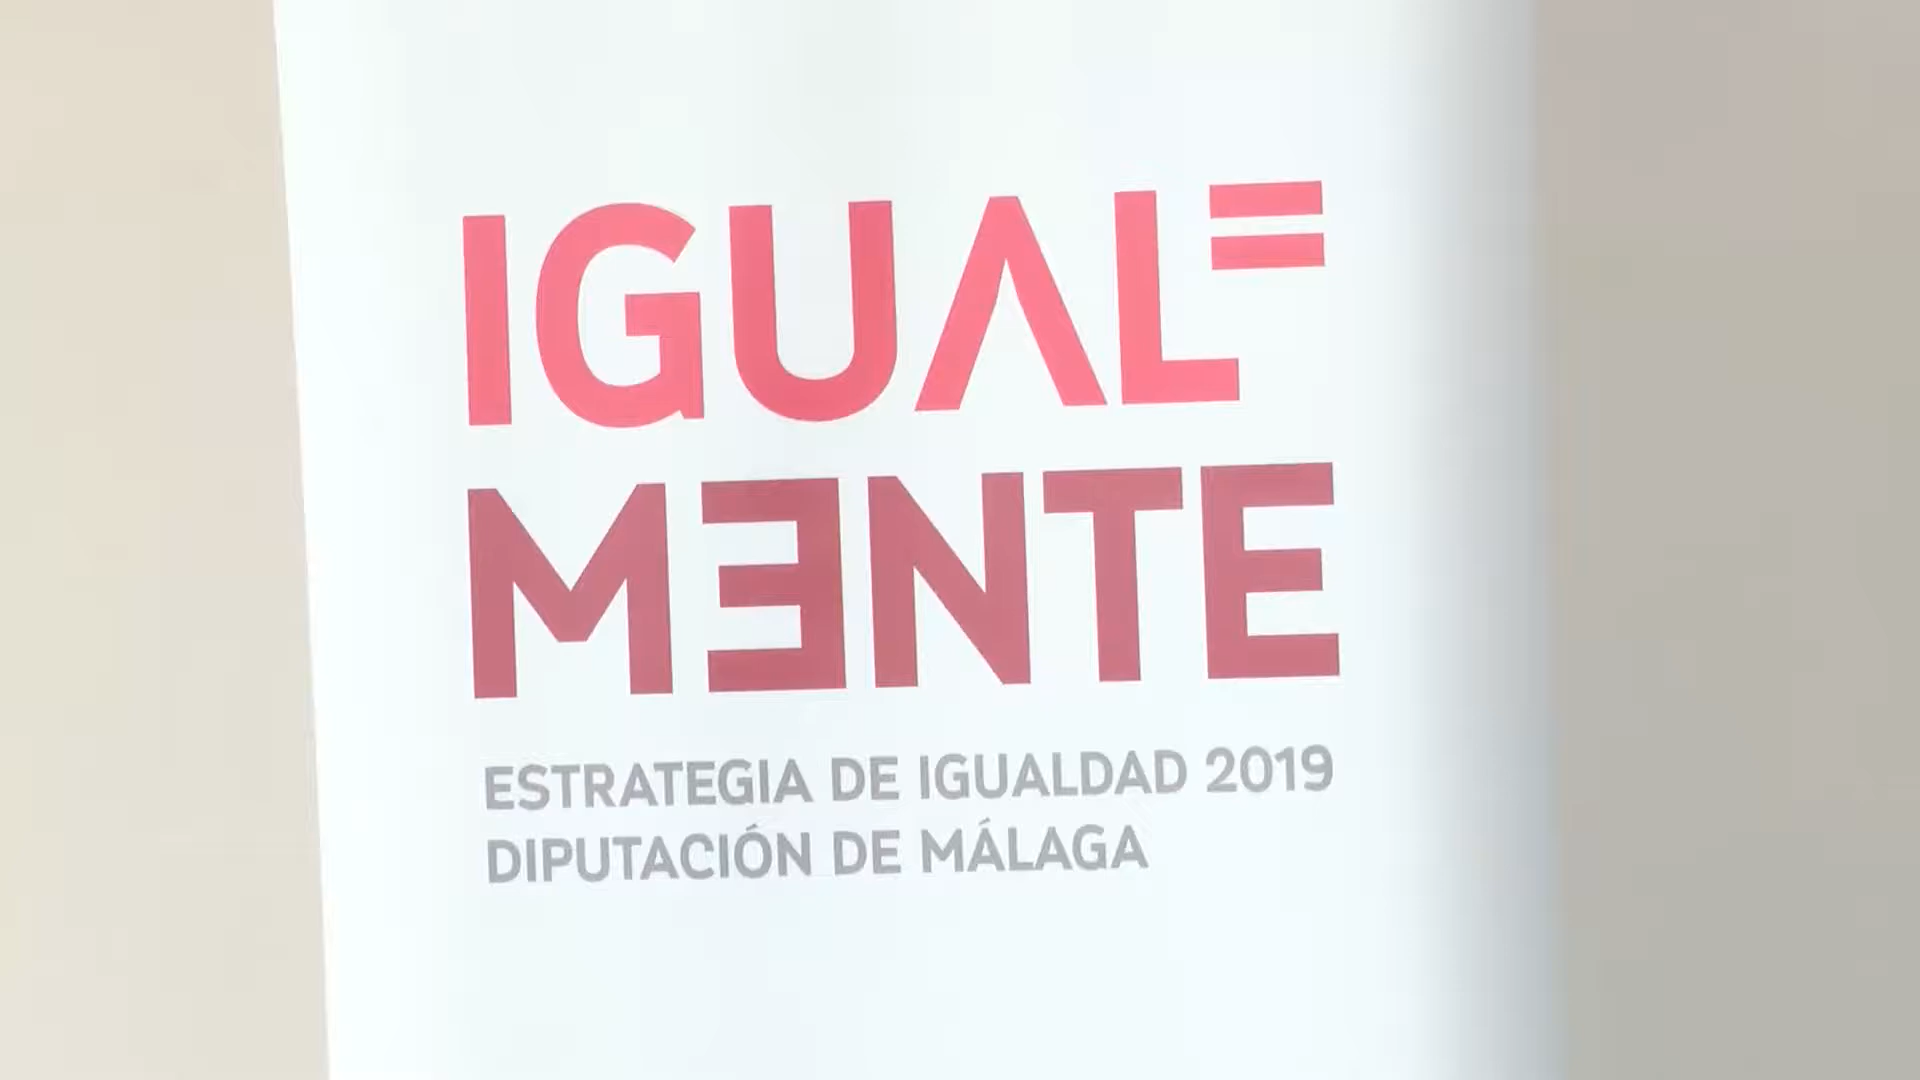 IGUAL=
MENTE
ESTRATEGIA DE IGUALDAD 2019
DIPUTACIÓN DE MÁLAGA